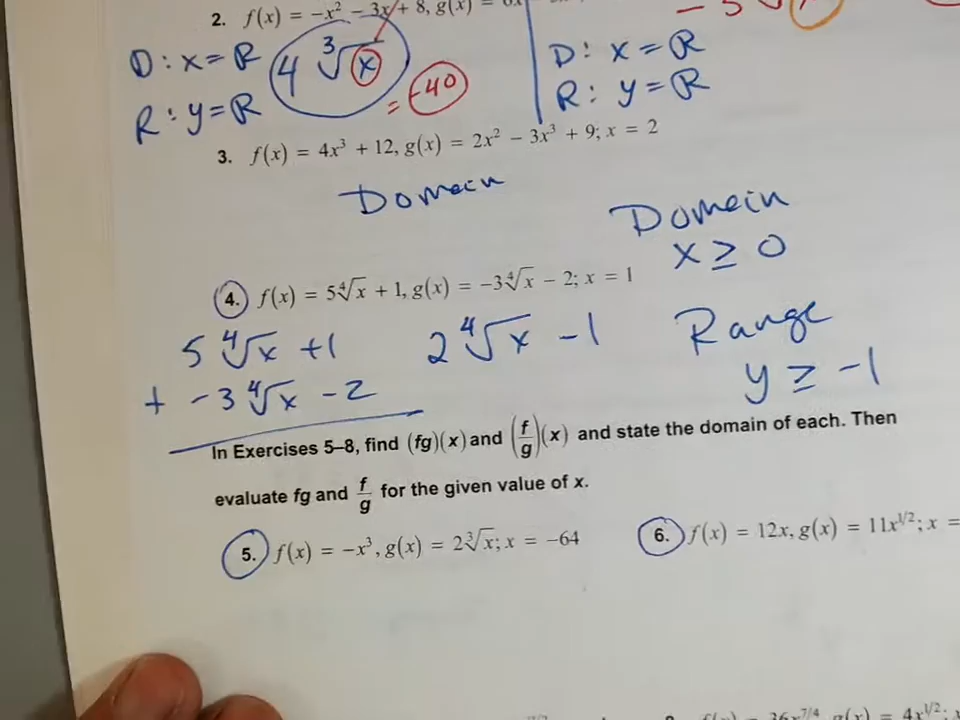 2. f(x) = −x² − 3x + 8, g(x) =
D: x = ℝ
4 ∛x
= -40
R: y = ℝ
D: x = ℝ
R: y = ℝ
3. f(x) = 4x³ + 12, g(x) = 2x² − 3x³ + 9; x = 2
Domain
Domain
x ≥ 0
4. f(x) = 5∜x + 1, g(x) = −3∜x − 2; x = 1
5 ∜x + 1
+ -3 ∜x - 2
2 ∜x - 1
Range
y ≥ -1
In Exercises 5–8, find (fg)(x) and (f/g)(x) and state the domain of each. Then
evaluate fg and f/g for the given value of x.
5. f(x) = −x³, g(x) = 2∛x; x = −64
6. f(x) = 12x, g(x) = 11x^1/2; x =